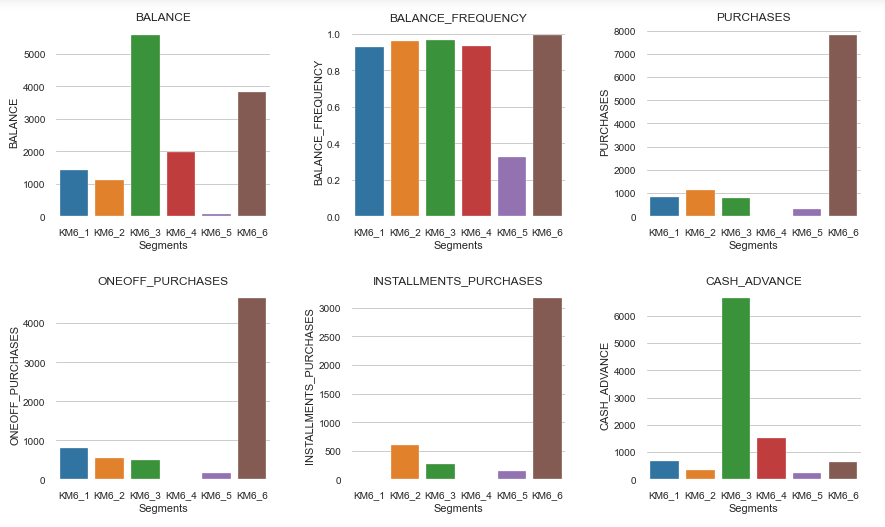 BALANCE
BALANCE
5000
4000
3000
2000
1000
0
KM6_1 KM6_2 KM6_3 KM6_4 KM6_5 KM6_6
Segments
BALANCE_FREQUENCY
BALANCE_FREQUENCY
1.0
0.8
0.6
0.4
0.2
0.0
KM6_1 KM6_2 KM6_3 KM6_4 KM6_5 KM6_6
Segments
PURCHASES
PURCHASES
8000
7000
6000
5000
4000
3000
2000
1000
0
KM6_1 KM6_2 KM6_3 KM6_4 KM6_5 KM6_6
Segments
ONEOFF_PURCHASES
ONEOFF_PURCHASES
4000
3000
2000
1000
0
KM6_1 KM6_2 KM6_3 KM6_4 KM6_5 KM6_6
Segments
INSTALLMENTS_PURCHASES
INSTALLMENTS_PURCHASES
3000
2500
2000
1500
1000
500
0
KM6_1 KM6_2 KM6_3 KM6_4 KM6_5 KM6_6
Segments
CASH_ADVANCE
CASH_ADVANCE
6000
5000
4000
3000
2000
1000
0
KM6_1 KM6_2 KM6_3 KM6_4 KM6_5 KM6_6
Segments